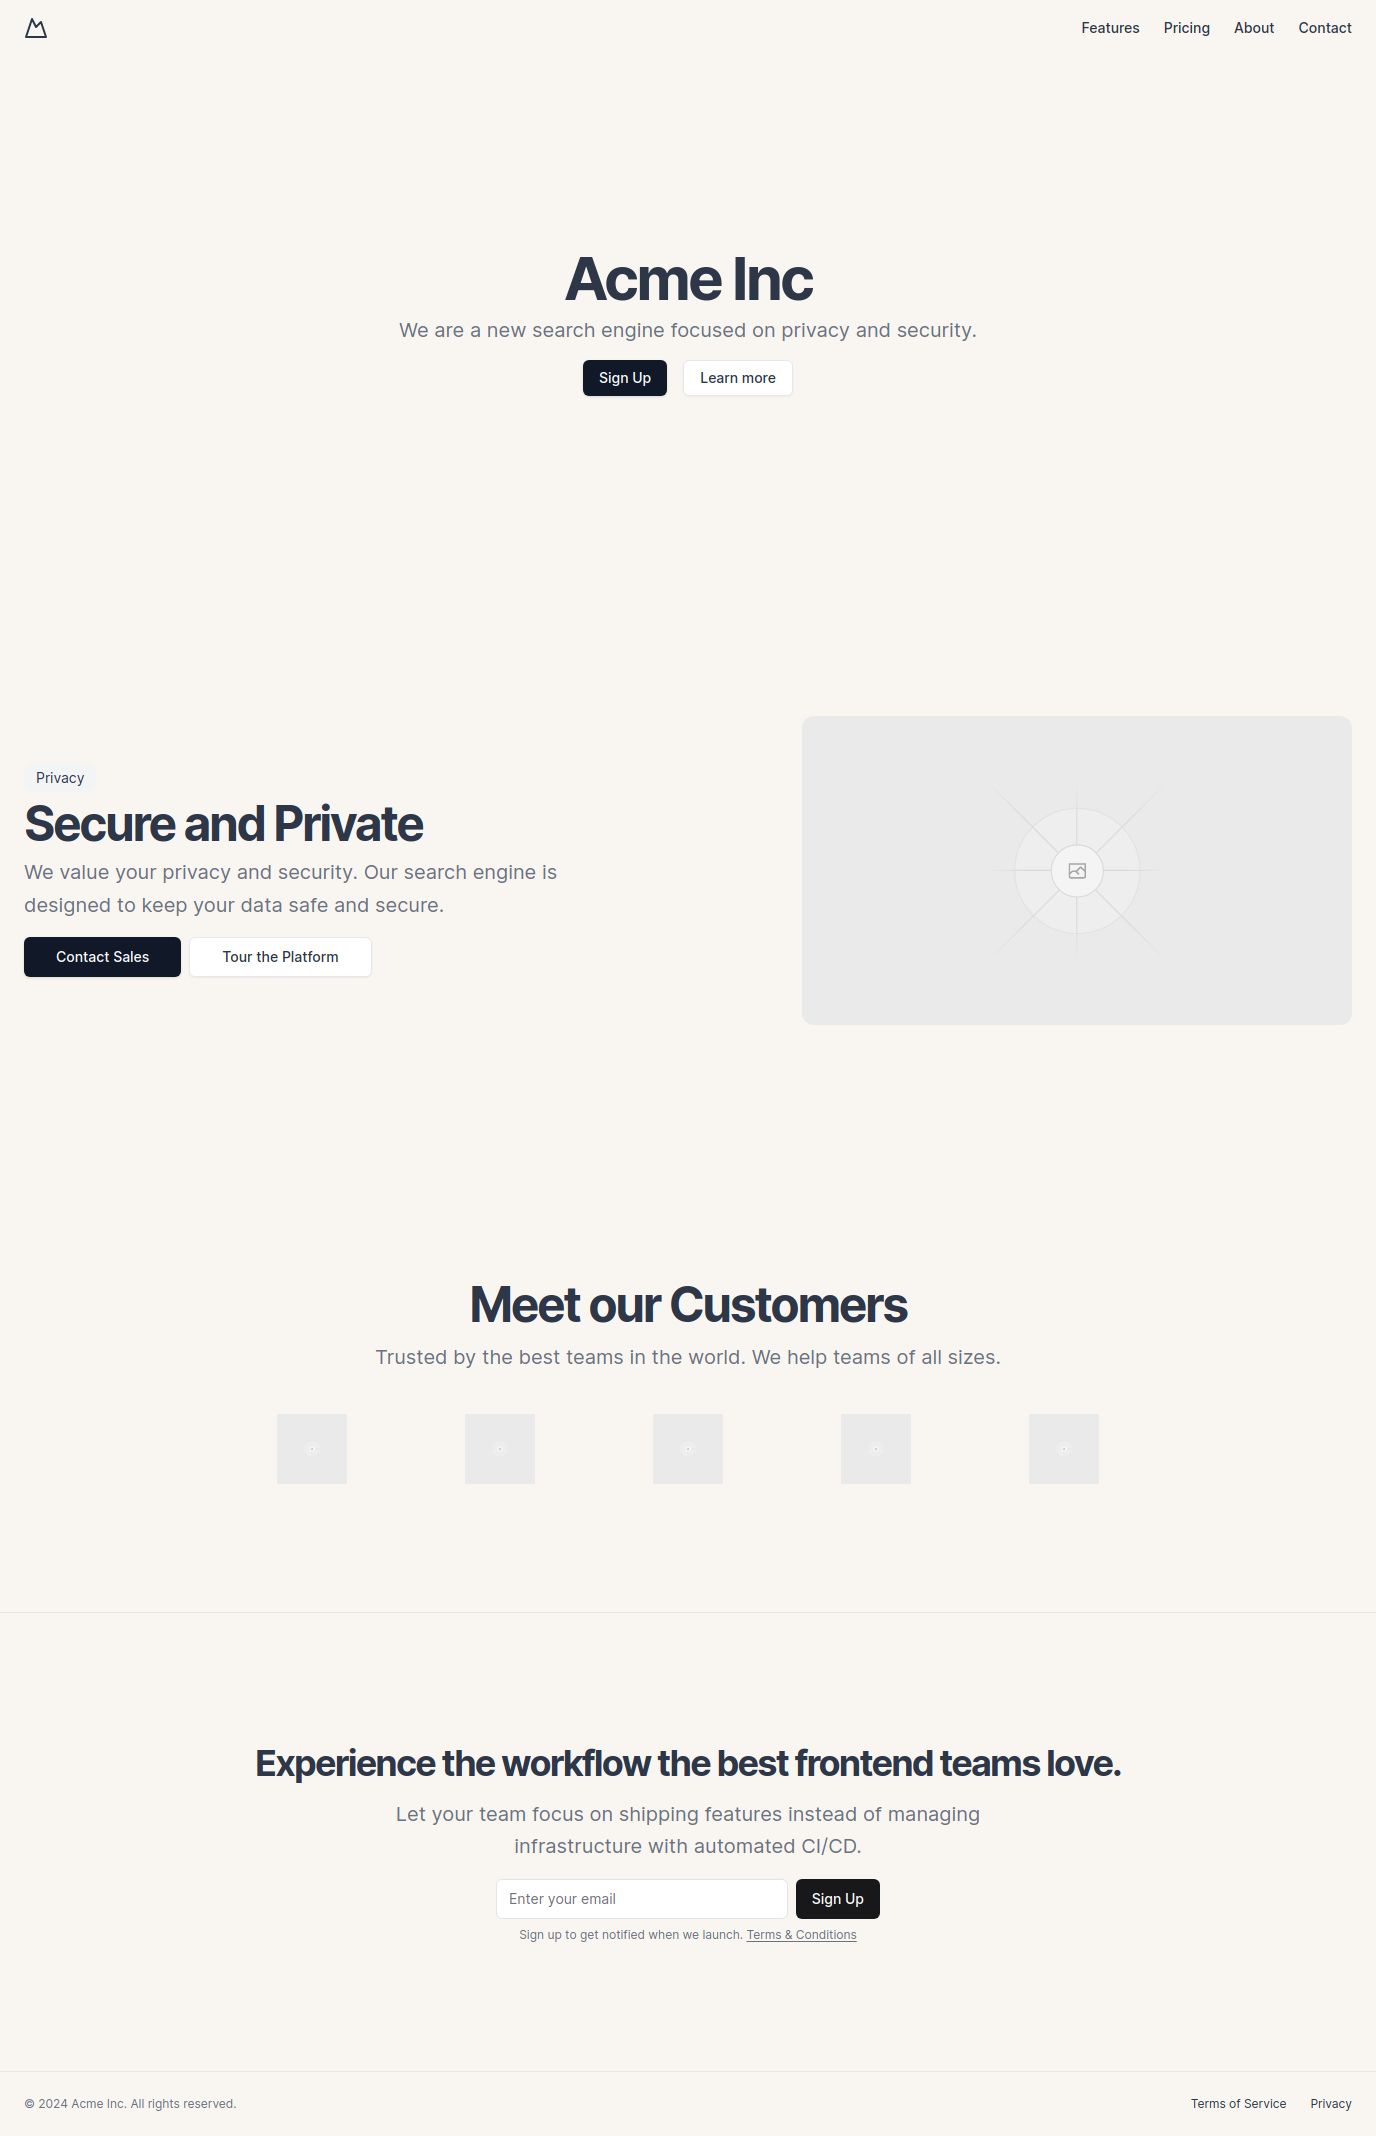 Features Pricing About Contact
Acme Inc
We are a new search engine focused on privacy and security.
Sign Up Learn more
Privacy
Secure and Private
We value your privacy and security. Our search engine is
designed to keep your data safe and secure.
Contact Sales Tour the Platform
Meet our Customers
Trusted by the best teams in the world. We help teams of all sizes.
Experience the workflow the best frontend teams love.
Let your team focus on shipping features instead of managing
infrastructure with automated CI/CD.
Enter your email Sign Up
Sign up to get notified when we launch. Terms & Conditions
© 2024 Acme Inc. All rights reserved. Terms of Service Privacy